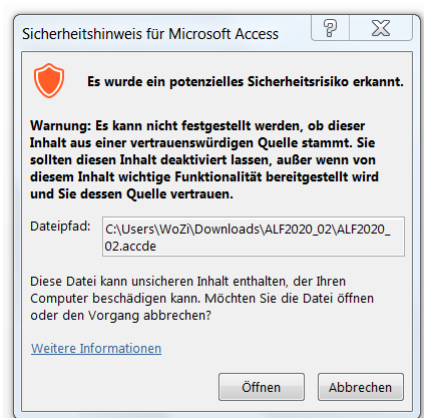 Sicherheitshinweis für Microsoft Access
Es wurde ein potenzielles Sicherheitsrisiko erkannt.
Warnung: Es kann nicht festgestellt werden, ob dieser
Inhalt aus einer vertrauenswürdigen Quelle stammt. Sie
sollten diesen Inhalt deaktiviert lassen, außer wenn von
diesem Inhalt wichtige Funktionalität bereitgestellt wird
und Sie dessen Quelle vertrauen.
Dateipfad: C:\Users\WoZi\Downloads\ALF2020_02\ALF2020_
02.accde
Diese Datei kann unsicheren Inhalt enthalten, der Ihren
Computer beschädigen kann. Möchten Sie die Datei öffnen
oder den Vorgang abbrechen?
Weitere Informationen
Öffnen Abbrechen